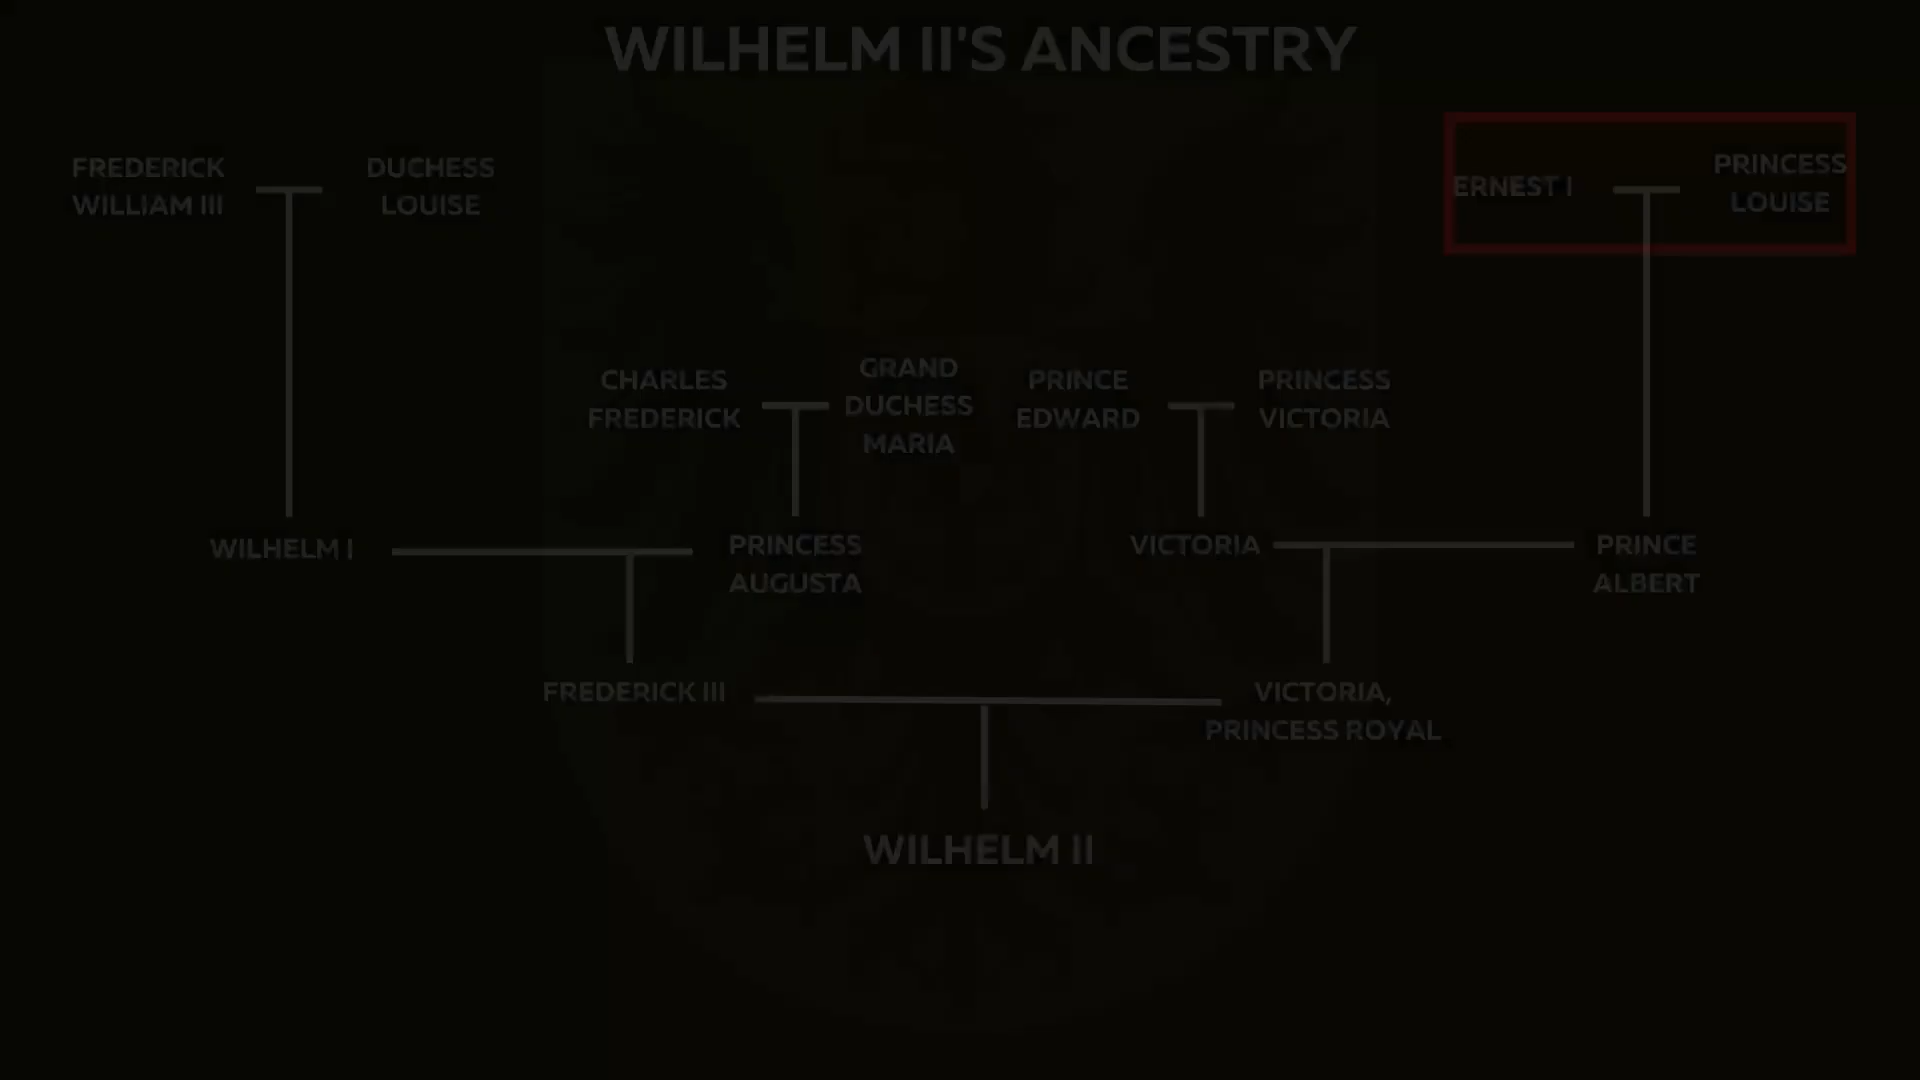 WILHELM II'S ANCESTRY
FREDERICK
WILLIAM III
DUCHESS
LOUISE
ERNEST I
PRINCESS
LOUISE
CHARLES
FREDERICK
GRAND
DUCHESS
MARIA
PRINCE
EDWARD
PRINCESS
VICTORIA
WILHELM I
PRINCESS
AUGUSTA
VICTORIA
PRINCE
ALBERT
FREDERICK III
VICTORIA,
PRINCESS ROYAL
WILHELM II